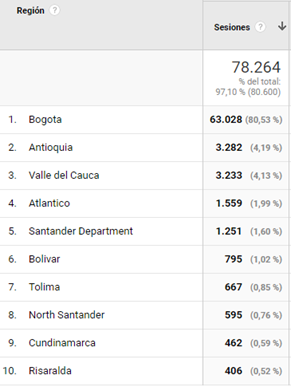 Región ?
Sesiones ?
78.264
% del total:
97,10 % (80.600)
1. Bogota 63.028 (80,53 %)
2. Antioquia 3.282 (4,19 %)
3. Valle del Cauca 3.233 (4,13 %)
4. Atlantico 1.559 (1,99 %)
5. Santander Department 1.251 (1,60 %)
6. Bolivar 795 (1,02 %)
7. Tolima 667 (0,85 %)
8. North Santander 595 (0,76 %)
9. Cundinamarca 462 (0,59 %)
10. Risaralda 406 (0,52 %)